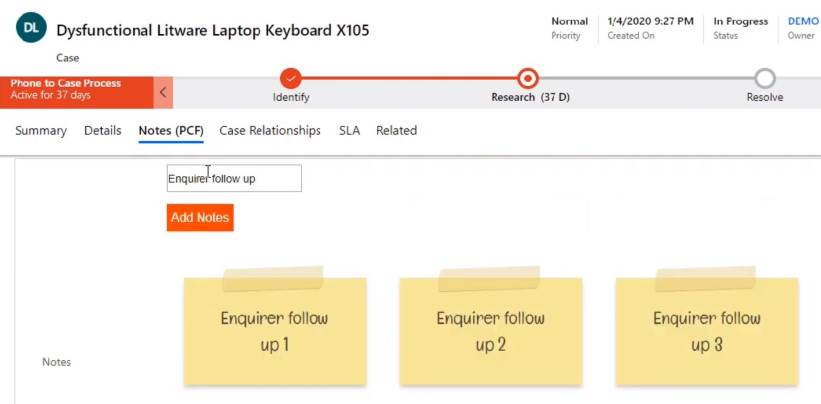 DL
Dysfunctional Litware Laptop Keyboard X105
Case
Normal
Priority
1/4/2020 9:27 PM
Created On
In Progress
Status
DEMO
Owner
Phone to Case Process
Active for 37 days
Identify
Research (37 D)
Resolve
Summary Details Notes (PCF) Case Relationships SLA Related
Enquirer follow up
Add Notes
Enquirer follow
up 1
Enquirer follow
up 2
Enquirer follow
up 3
Notes